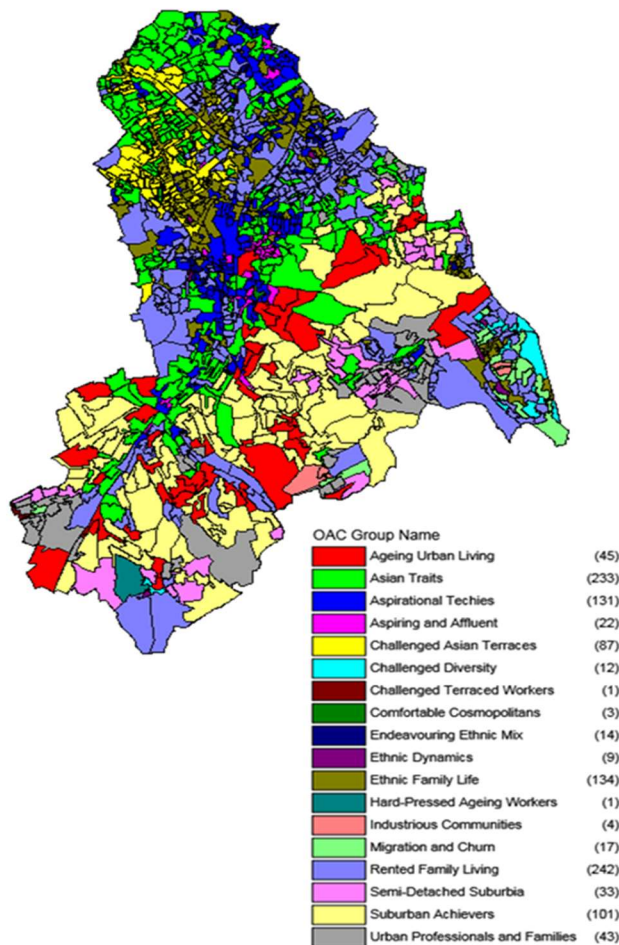 OAC Group Name
Ageing Urban Living (45)
Asian Traits (233)
Aspirational Techies (131)
Aspiring and Affluent (22)
Challenged Asian Terraces (87)
Challenged Diversity (12)
Challenged Terraced Workers (1)
Comfortable Cosmopolitans (3)
Endeavouring Ethnic Mix (14)
Ethnic Dynamics (9)
Ethnic Family Life (134)
Hard-Pressed Ageing Workers (1)
Industrious Communities (4)
Migration and Churn (17)
Rented Family Living (242)
Semi-Detached Suburbia (33)
Suburban Achievers (101)
Urban Professionals and Families (43)